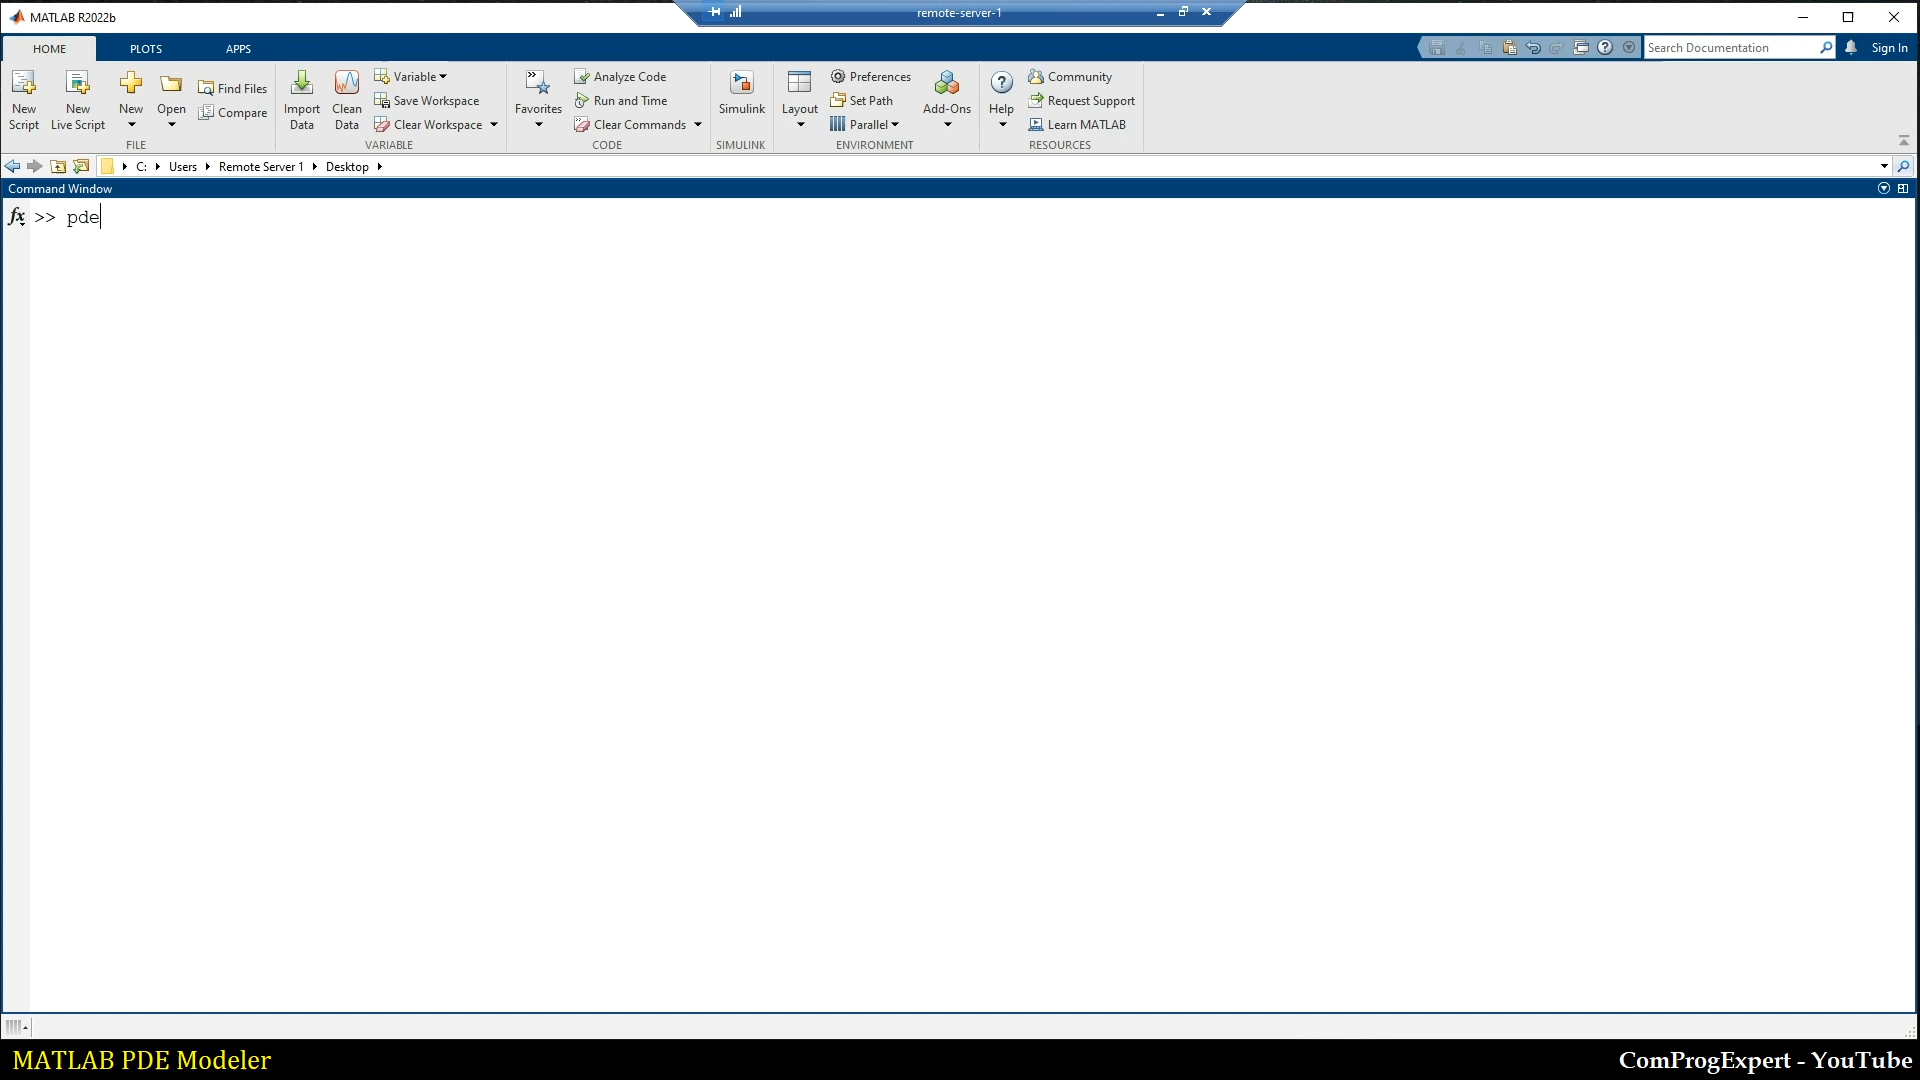 MATLAB R2022b
remote-server-1
HOME PLOTS APPS
Search Documentation
Sign In
New Script
New Live Script
New
Open
Find Files
Compare
FILE
Import Data
Clean Data
Variable
Save Workspace
Clear Workspace
VARIABLE
Favorites
Analyze Code
Run and Time
Clear Commands
CODE
Simulink
SIMULINK
Layout
Preferences
Set Path
Parallel
Add-Ons
ENVIRONMENT
Help
Community
Request Support
Learn MATLAB
RESOURCES
C: Users Remote Server 1 Desktop
Command Window
fx >> pde
MATLAB PDE Modeler
ComProgExpert - YouTube